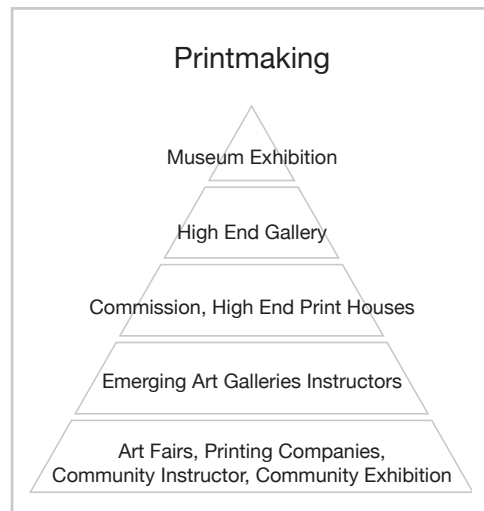 Printmaking
Museum Exhibition
High End Gallery
Commission, High End Print Houses
Emerging Art Galleries Instructors
Art Fairs, Printing Companies,
Community Instructor, Community Exhibition